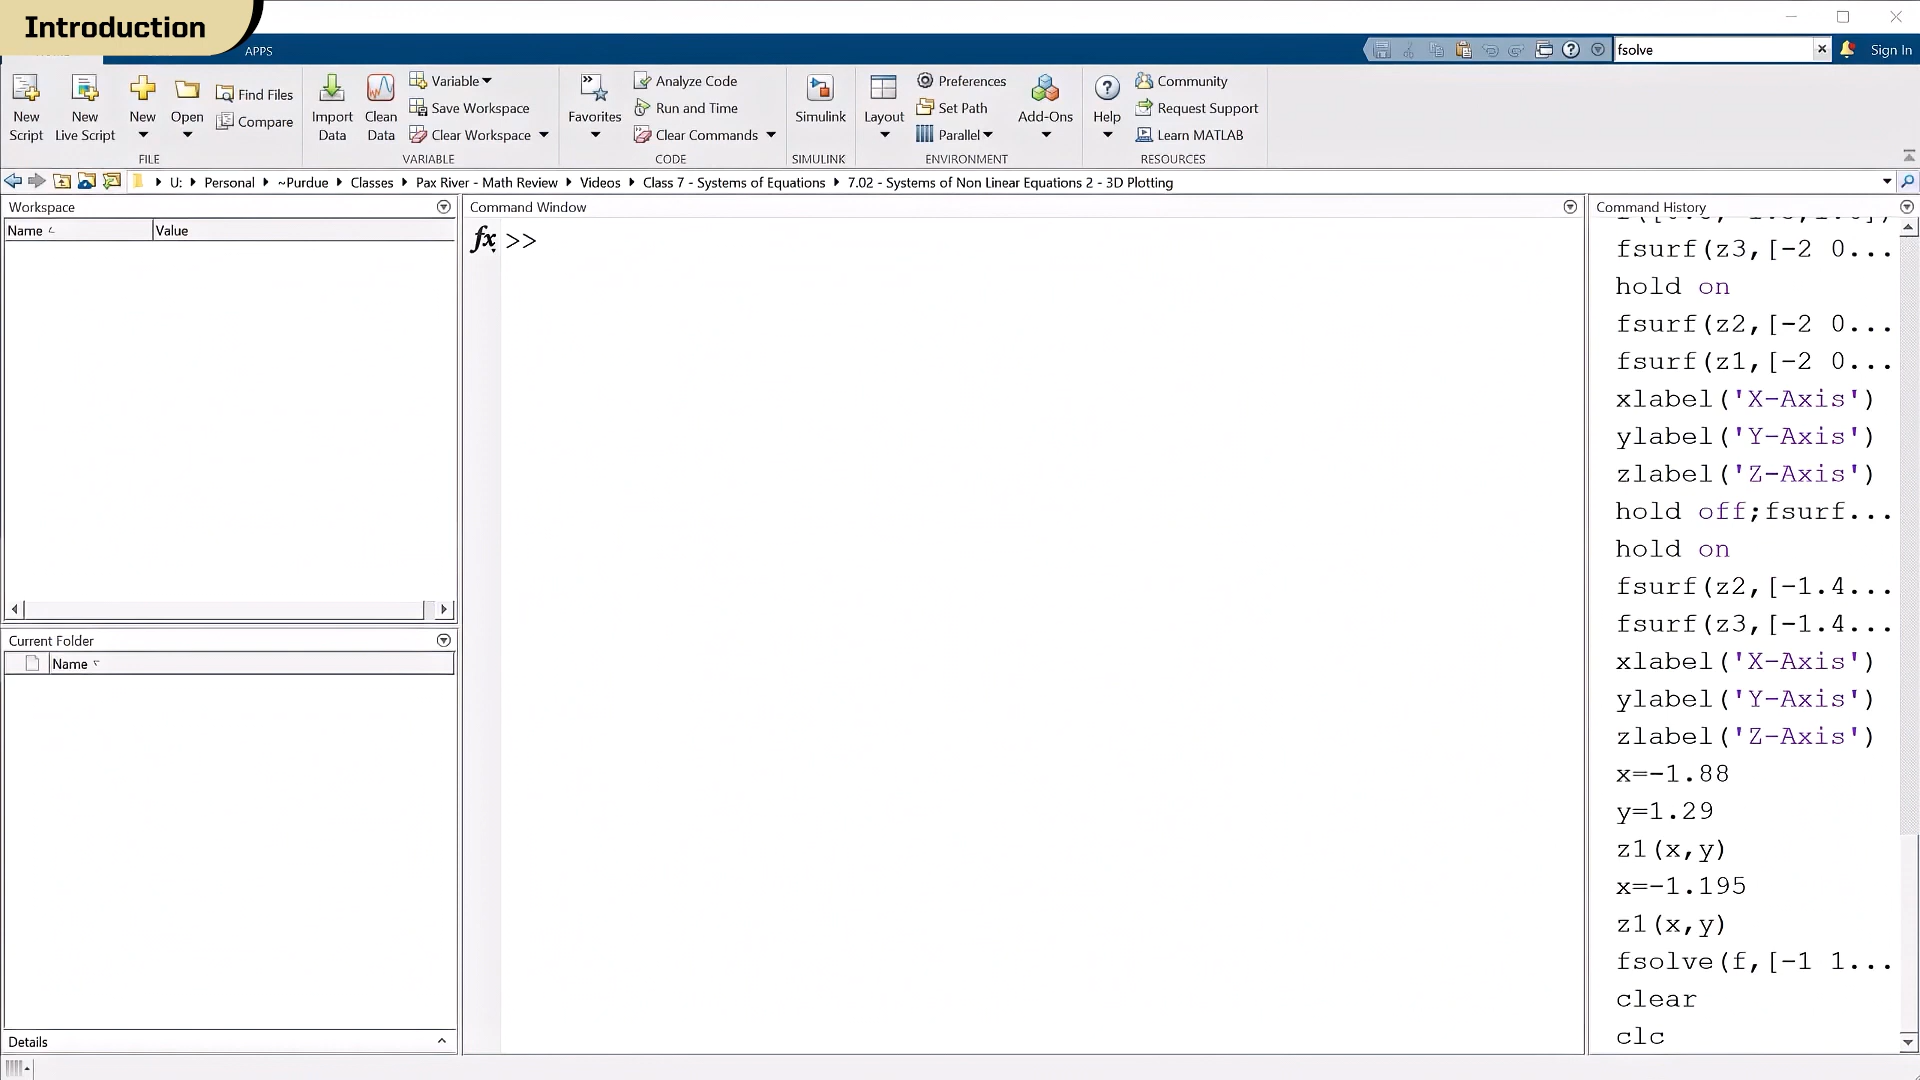 Introduction
APPS
fsolve
Sign In
New Script
New Live Script
New
Open
Find Files
Compare
FILE
Import Data
Clean Data
Variable
Save Workspace
Clear Workspace
VARIABLE
Favorites
Analyze Code
Run and Time
Clear Commands
CODE
Simulink
SIMULINK
Layout
Preferences
Set Path
Parallel
Add-Ons
ENVIRONMENT
Help
Community
Request Support
Learn MATLAB
RESOURCES
U: Personal ~Purdue Classes Pax River - Math Review Videos Class 7 - Systems of Equations 7.02 - Systems of Non Linear Equations 2 - 3D Plotting
Workspace
Name Value
Current Folder
Name
Details
Command Window
fx >>
Command History
fsurf(z3,[-2 0...
hold on
fsurf(z2,[-2 0...
fsurf(z1,[-2 0...
xlabel('X-Axis')
ylabel('Y-Axis')
zlabel('Z-Axis')
hold off;fsurf...
hold on
fsurf(z2,[-1.4...
fsurf(z3,[-1.4...
xlabel('X-Axis')
ylabel('Y-Axis')
zlabel('Z-Axis')
x=-1.88
y=1.29
z1(x,y)
x=-1.195
z1(x,y)
fsolve(f,[-1 1...
clear
clc